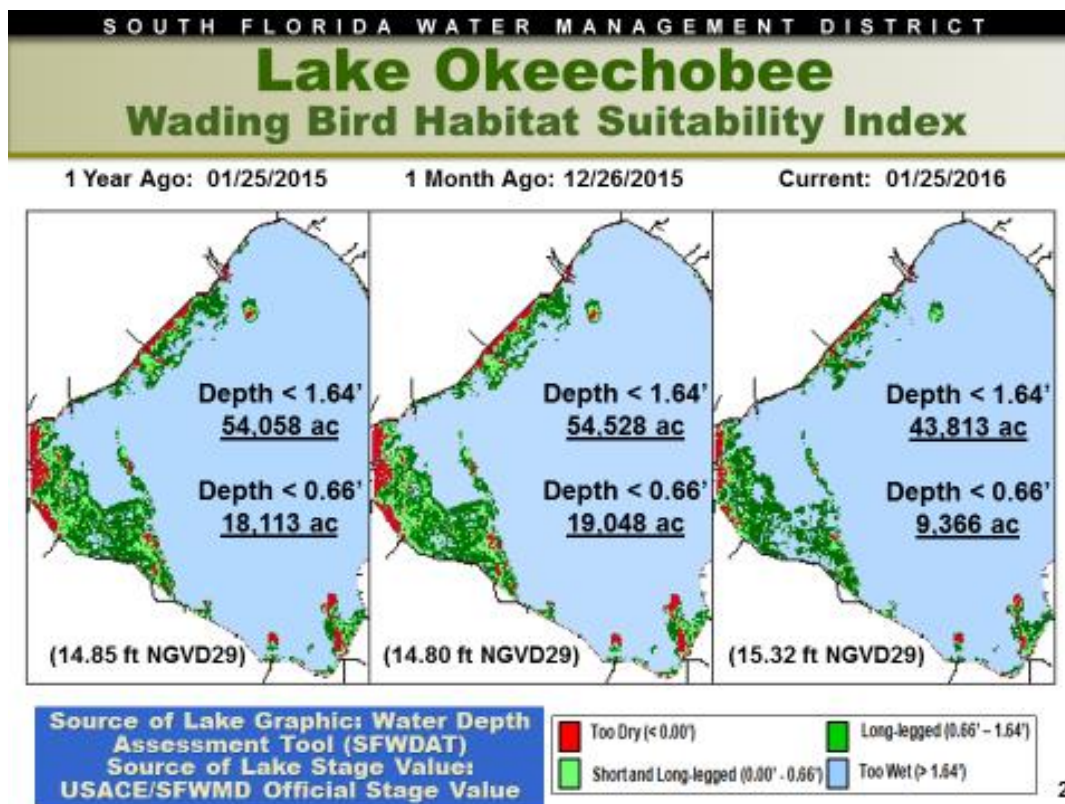 SOUTH FLORIDA WATER MANAGEMENT DISTRICT
Lake Okeechobee
Wading Bird Habitat Suitability Index
1 Year Ago: 01/25/2015
1 Month Ago: 12/26/2015
Current: 01/25/2016
Depth < 1.64'
54,058 ac
Depth < 0.66'
18,113 ac
(14.85 ft NGVD29)
Depth < 1.64'
54,528 ac
Depth < 0.66'
19,048 ac
(14.80 ft NGVD29)
Depth < 1.64'
43,813 ac
Depth < 0.66'
9,366 ac
(15.32 ft NGVD29)
Source of Lake Graphic: Water Depth
Assessment Tool (SFWDAT)
Source of Lake Stage Value:
USACE/SFWMD Official Stage Value
Too Dry (< 0.00')
Short and Long-legged (0.00' - 0.66')
Long-legged (0.66' – 1.64')
Too Wet (> 1.64')
2